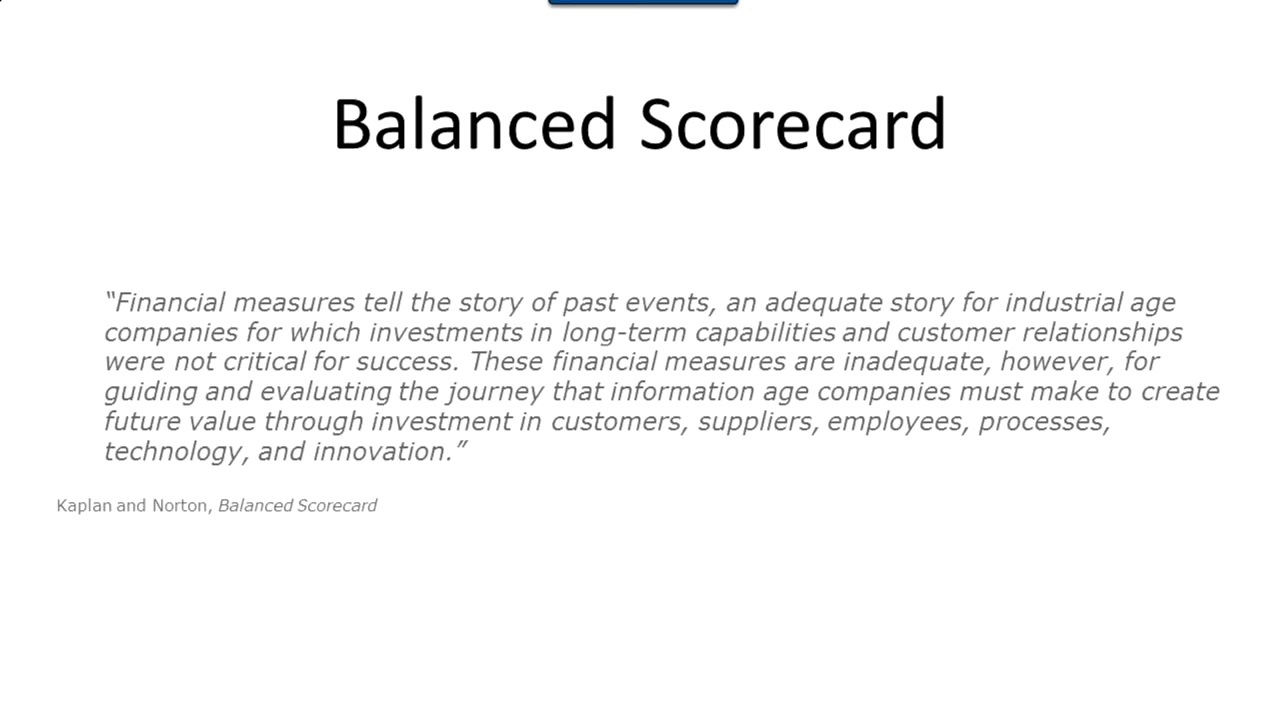 Balanced Scorecard
“Financial measures tell the story of past events, an adequate story for industrial age
companies for which investments in long-term capabilities and customer relationships
were not critical for success. These financial measures are inadequate, however, for
guiding and evaluating the journey that information age companies must make to create
future value through investment in customers, suppliers, employees, processes,
technology, and innovation.”
Kaplan and Norton, Balanced Scorecard